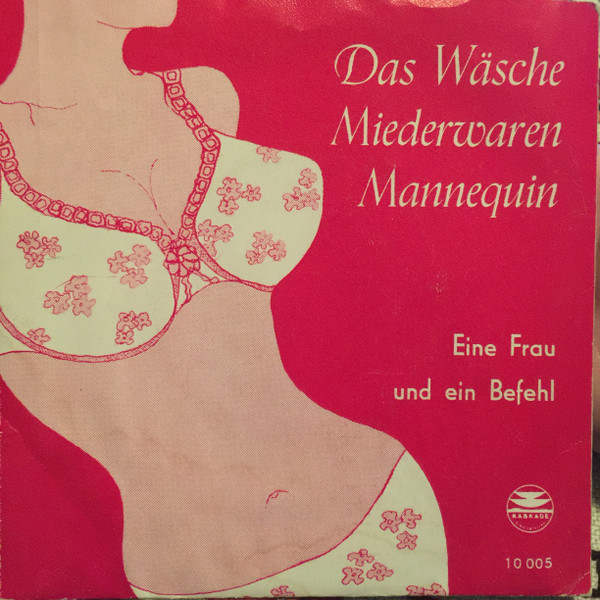 Das Wäsche
Miederwaren
Mannequin
Eine Frau
und ein Befehl
KASKADE
10 005